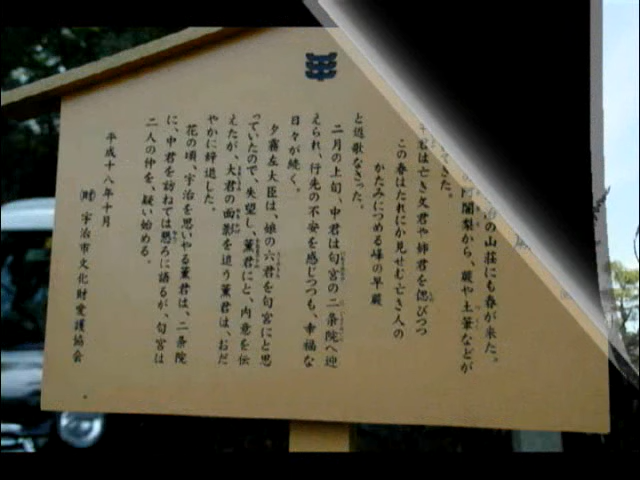 治の山荘にも春が来た。
阿闍梨から、蕨や土筆などが
てきた。
君は亡き父君や姉君を偲びつつ
この春はたれにか見せむ亡き人の
かたみにつめる峰の早蕨
と返歌なさった。
二月の上旬、中君は匂宮の二条院へ迎
えられ、行先の不安を感じつつも、幸福な
日々が続く。
夕霧左大臣は、娘の六君を匂宮にと思
っていたので、失望し、薫君にと、内意を伝
えたが、大君の面影を追う薫君は、おだ
やかに辞退した。
花の頃、宇治を思いやる薫君は、二条院
に、中君を訪ねては懇ろに語るが、匂宮は
二人の仲を、疑い始める。
平成十八年十月
㈶宇治市文化財愛護協会